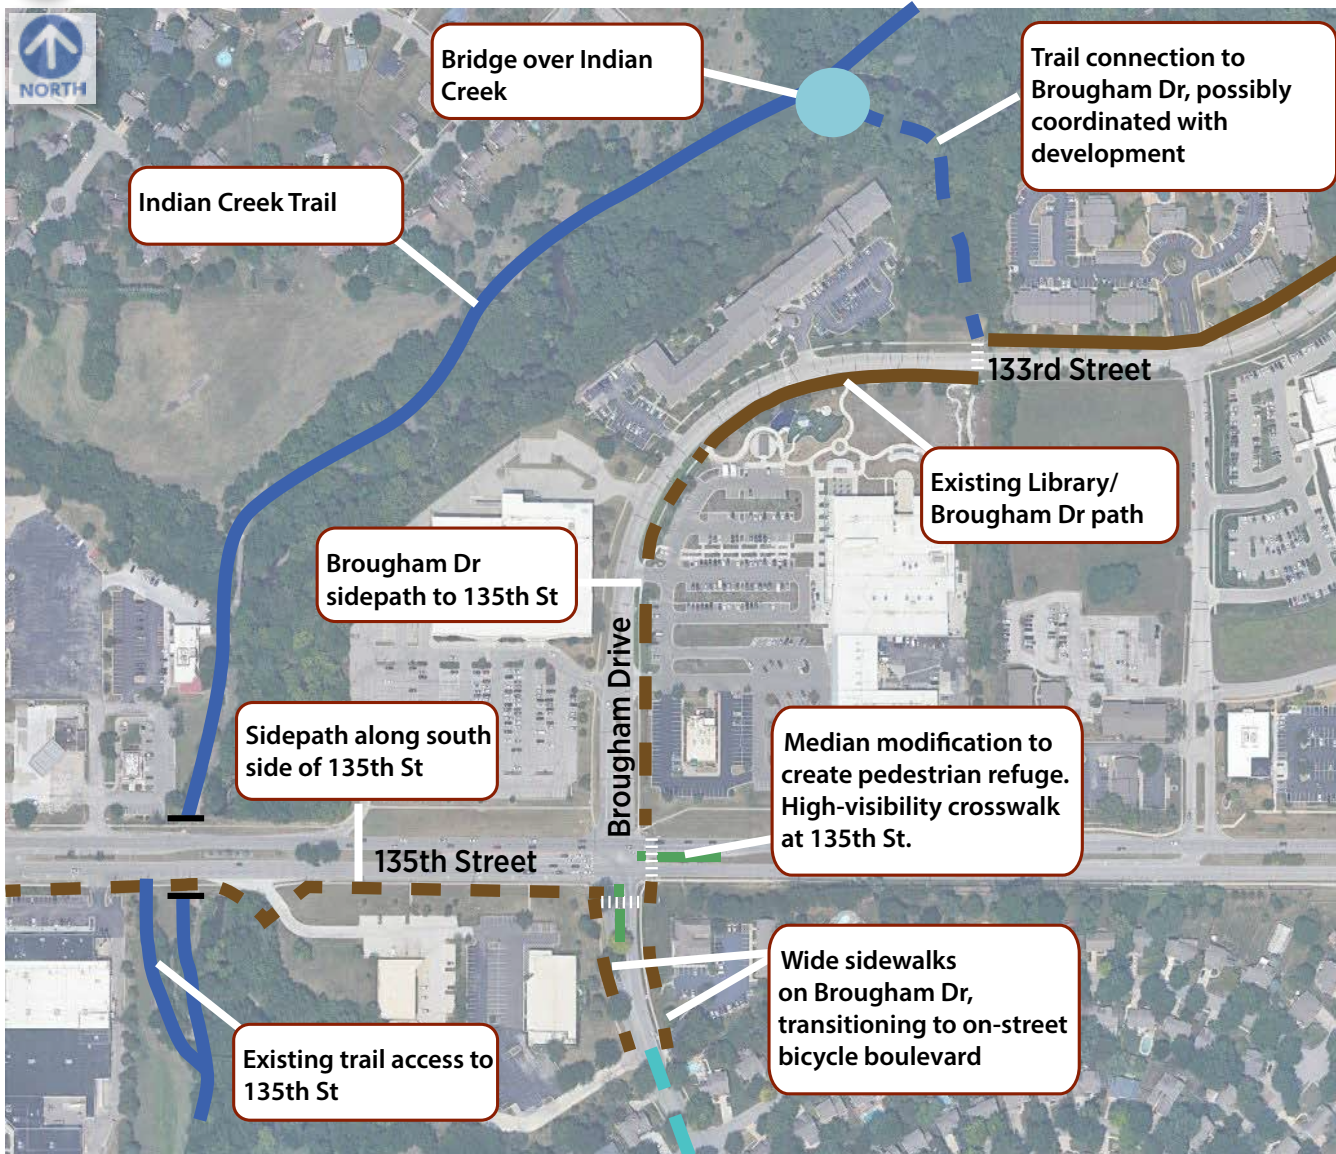 NORTH
Bridge over Indian
Creek
Trail connection to
Brougham Dr, possibly
coordinated with
development
Indian Creek Trail
133rd Street
Existing Library/
Brougham Dr path
Brougham Dr
sidepath to 135th St
Brougham Drive
Sidepath along south
side of 135th St
Median modification to
create pedestrian refuge.
High-visibility crosswalk
at 135th St.
135th Street
Wide sidewalks
on Brougham Dr,
transitioning to on-street
bicycle boulevard
Existing trail access to
135th St